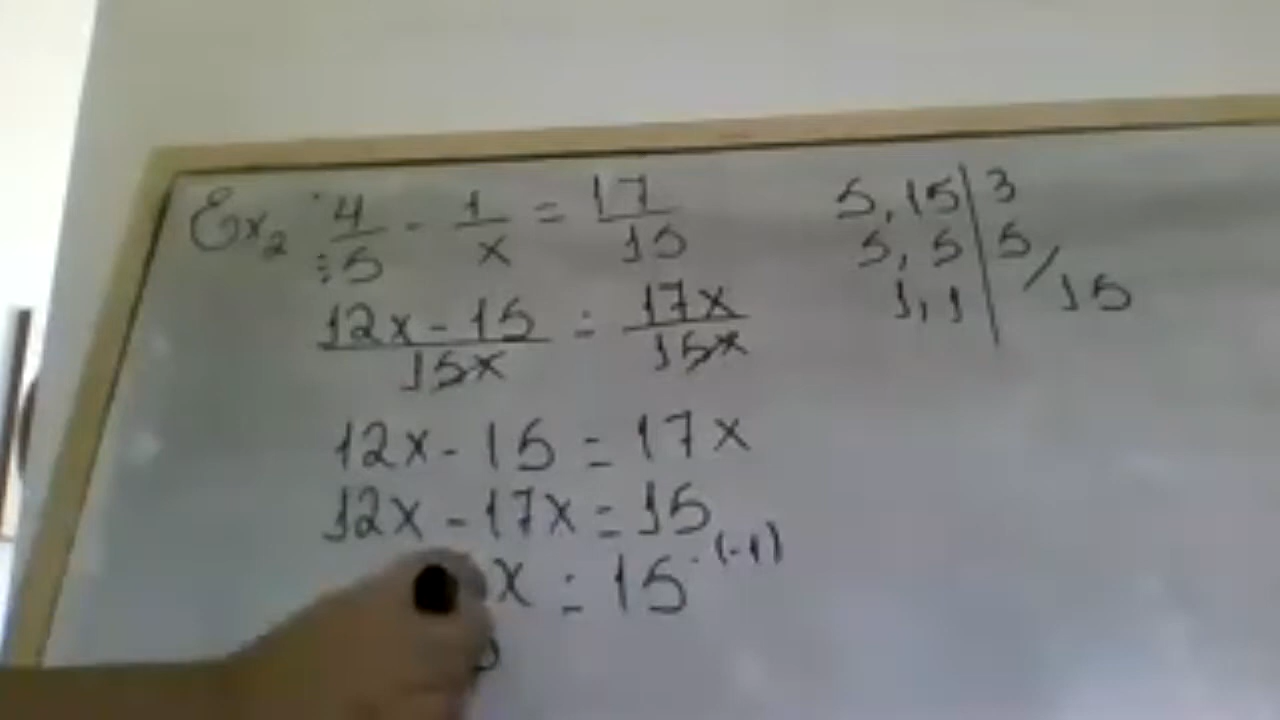 Ex₂ 4/5 - 1/x = 17/15
12x - 15/15x = 17x/15x
12x - 15 = 17x
12x - 17x = 15
x = 15 · (-1)
5, 15 | 3
5, 5 | 5
1, 1 | / 15